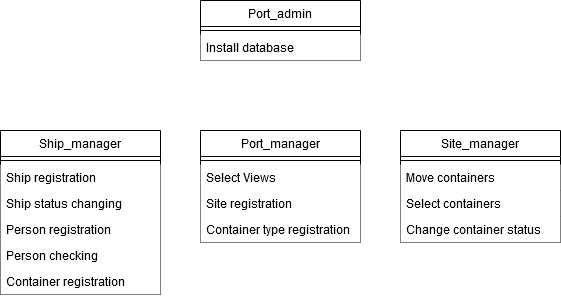 Port_admin
Install database
Ship_manager
Ship registration
Ship status changing
Person registration
Person checking
Container registration
Port_manager
Select Views
Site registration
Container type registration
Site_manager
Move containers
Select containers
Change container status